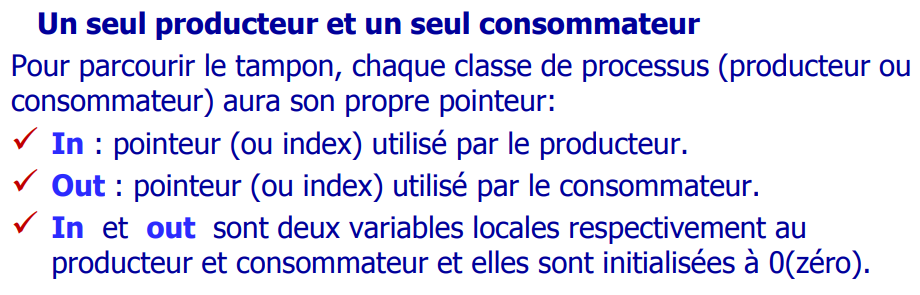 Un seul producteur et un seul consommateur
Pour parcourir le tampon, chaque classe de processus (producteur ou
consommateur) aura son propre pointeur:
✓ In : pointeur (ou index) utilisé par le producteur.
✓ Out : pointeur (ou index) utilisé par le consommateur.
✓ In et out sont deux variables locales respectivement au
producteur et consommateur et elles sont initialisées à 0(zéro).